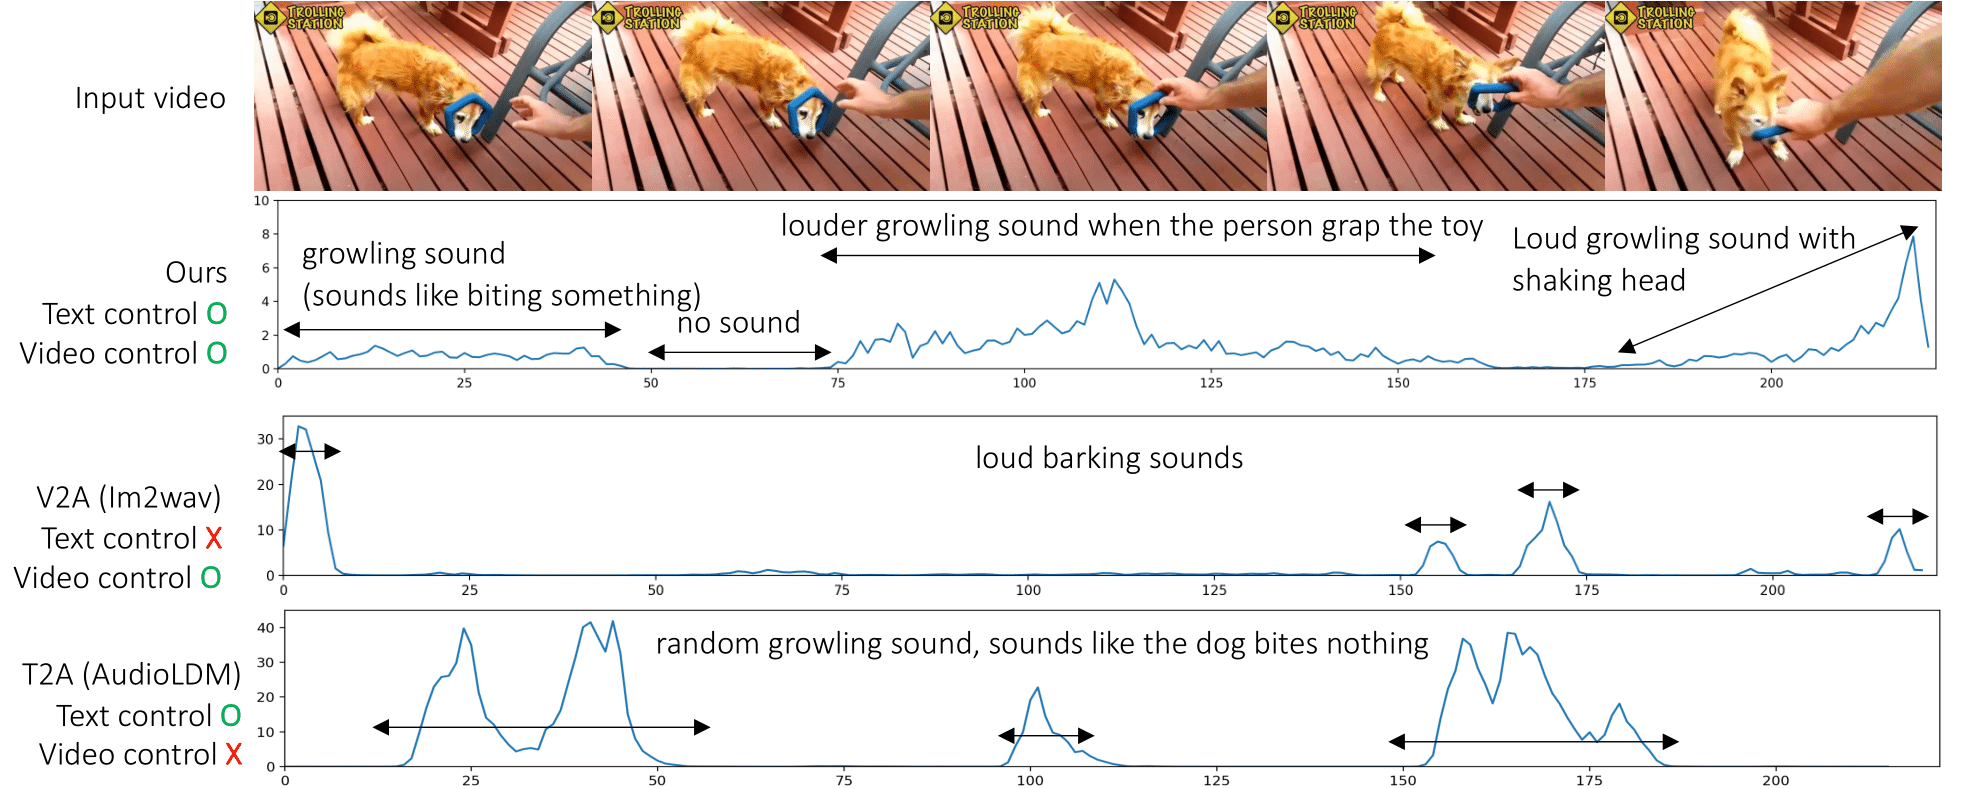 TROLLING
STATION
TROLLING
STATION
TROLLING
STATION
TROLLING
STATION
TROLLING
STATION
Input video
Ours
Text control O
Video control O
10
8
6
4
2
0
growling sound
(sounds like biting something)
no sound
louder growling sound when the person grap the toy
Loud growling sound with
shaking head
0 25 50 75 100 125 150 175 200
V2A (Im2wav)
Text control X
Video control O
30
20
10
0
loud barking sounds
0 25 50 75 100 125 150 175 200
T2A (AudioLDM)
Text control O
Video control X
40
30
20
10
0
random growling sound, sounds like the dog bites nothing
0 25 50 75 100 125 150 175 200